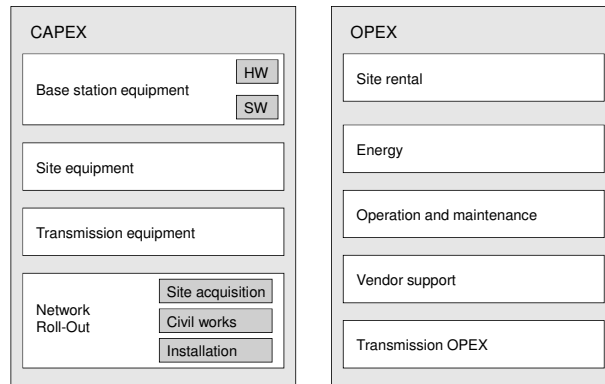 CAPEX
Base station equipment
HW
SW
Site equipment
Transmission equipment
Network
Roll-Out
Site acquisition
Civil works
Installation
OPEX
Site rental
Energy
Operation and maintenance
Vendor support
Transmission OPEX